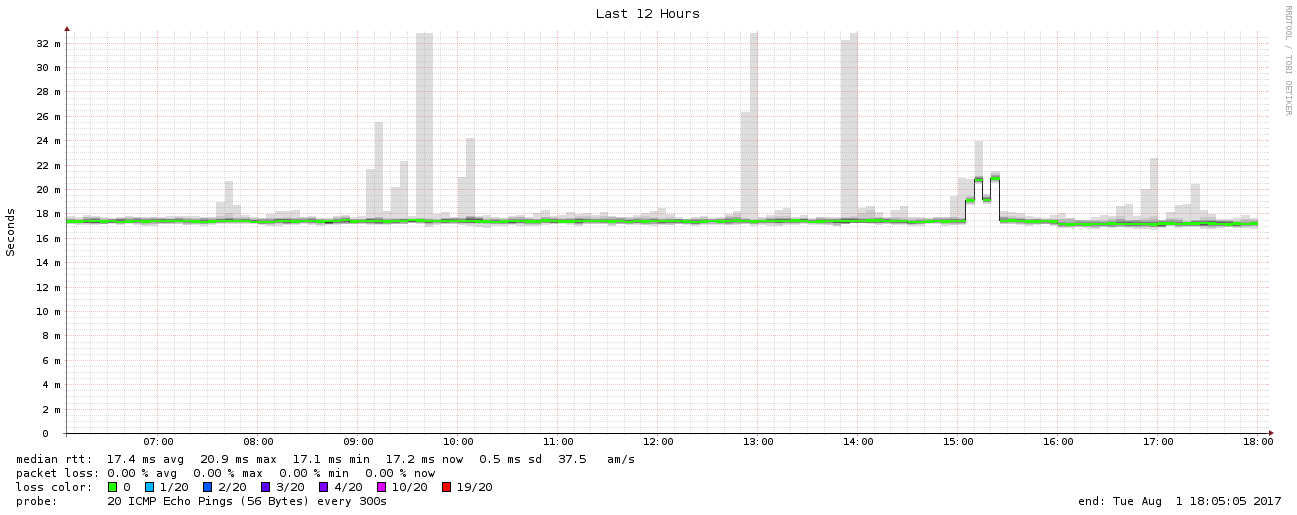 Last 12 Hours
RRDTOOL / TOBI OETIKER
Seconds
32 m
30 m
28 m
26 m
24 m
22 m
20 m
18 m
16 m
14 m
12 m
10 m
8 m
6 m
4 m
2 m
0
07:00 08:00 09:00 10:00 11:00 12:00 13:00 14:00 15:00 16:00 17:00 18:00
median rtt: 17.4 ms avg 20.9 ms max 17.1 ms min 17.2 ms now 0.5 ms sd 37.5 am/s
packet loss: 0.00 % avg 0.00 % max 0.00 % min 0.00 % now
loss color: 0 1/20 2/20 3/20 4/20 10/20 19/20
probe: 20 ICMP Echo Pings (56 Bytes) every 300s end: Tue Aug 1 18:05:05 2017